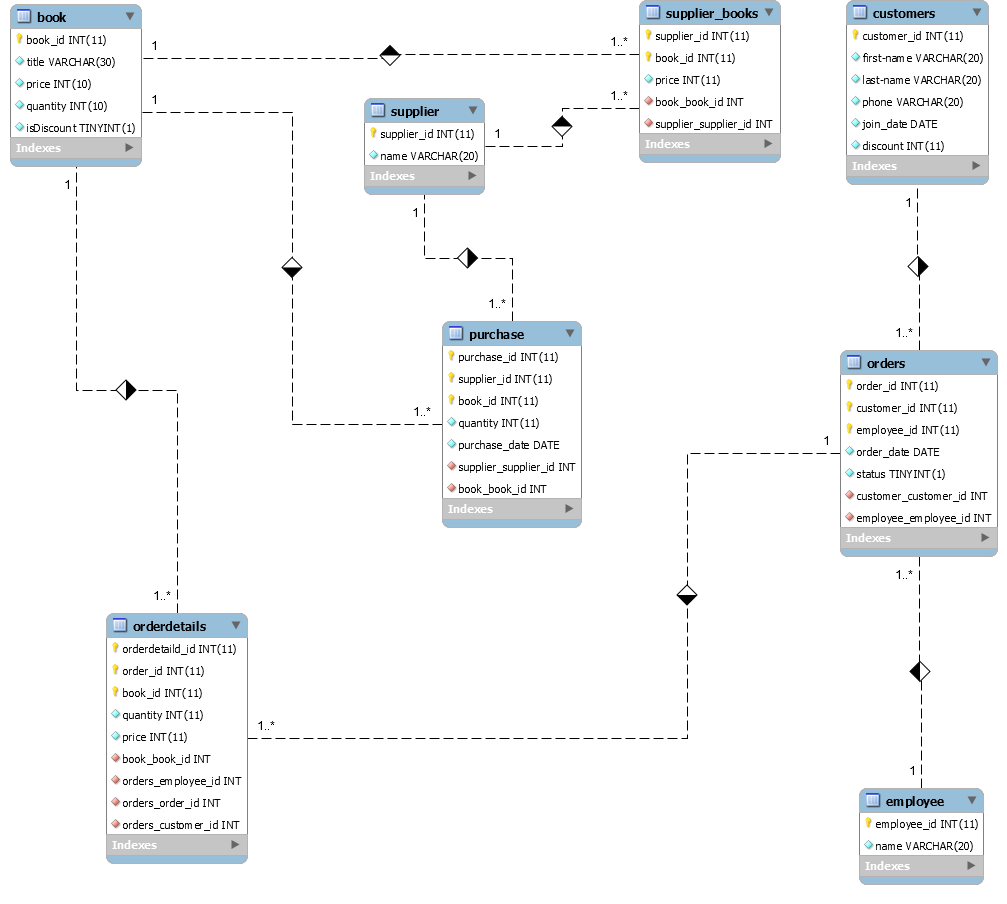 book
book_id INT(11)
title VARCHAR(30)
price INT(10)
quantity INT(10)
isDiscount TINYINT(1)
Indexes
1
1
1
supplier
supplier_id INT(11)
name VARCHAR(20)
Indexes
1
1
supplier_books
supplier_id INT(11)
book_id INT(11)
price INT(11)
book_book_id INT
supplier_supplier_id INT
Indexes
1..*
1..*
customers
customer_id INT(11)
first-name VARCHAR(20)
last-name VARCHAR(20)
phone VARCHAR(20)
join_date DATE
discount INT(11)
Indexes
1
1..*
purchase
purchase_id INT(11)
supplier_id INT(11)
book_id INT(11)
quantity INT(11)
purchase_date DATE
supplier_supplier_id INT
book_book_id INT
Indexes
1..*
1..*
orders
order_id INT(11)
customer_id INT(11)
employee_id INT(11)
order_date DATE
status TINYINT(1)
customer_customer_id INT
employee_employee_id INT
Indexes
1
1..*
1..*
orderdetails
orderdetaild_id INT(11)
order_id INT(11)
book_id INT(11)
quantity INT(11)
price INT(11)
book_book_id INT
orders_employee_id INT
orders_order_id INT
orders_customer_id INT
Indexes
1..*
1
employee
employee_id INT(11)
name VARCHAR(20)
Indexes